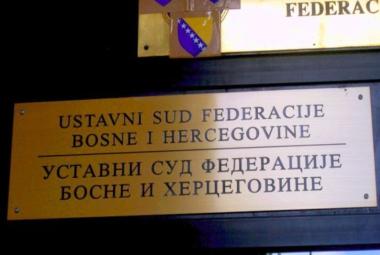 FEDERAC
USTAVNI SUD FEDERACIJE
BOSNE I HERCEGOVINE
УСТАВНИ СУД ФЕДЕРАЦИЈЕ
БОСНЕ И ХЕРЦЕГОВИНЕ